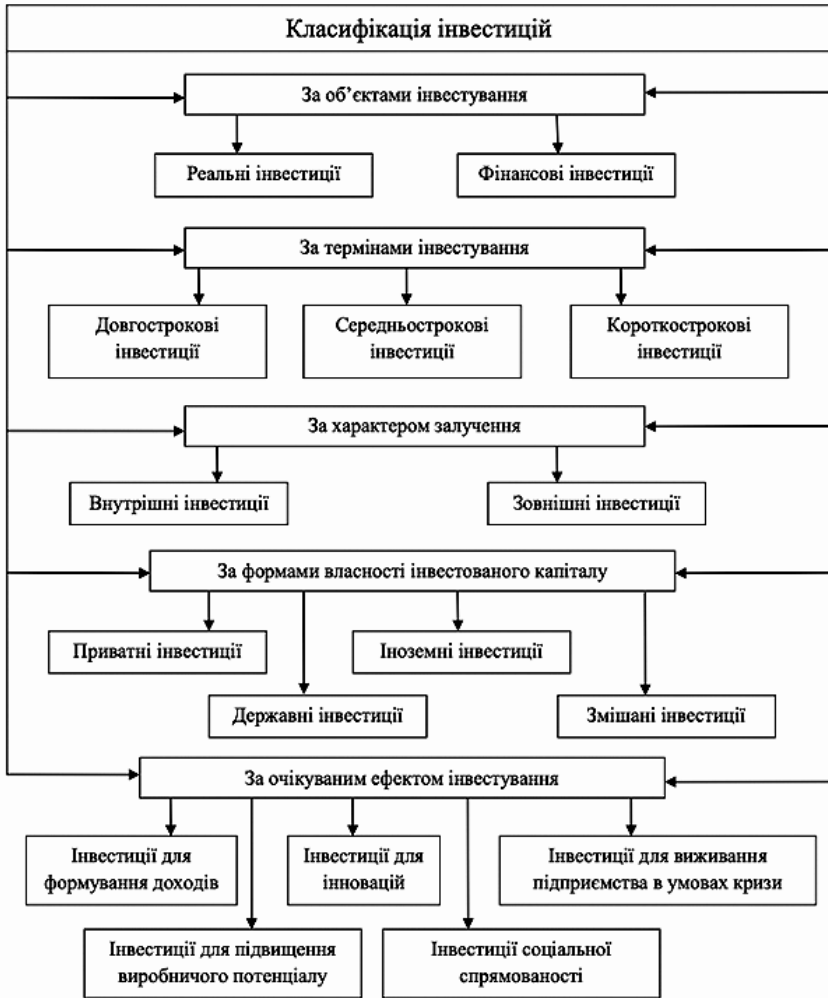 Класифікація інвестицій
За об’єктами інвестування
Реальні інвестиції
Фінансові інвестиції
За термінами інвестування
Довгострокові
інвестиції
Середньострокові
інвестиції
Короткострокові
інвестиції
За характером залучення
Внутрішні інвестиції
Зовнішні інвестиції
За формами власності інвестованого капіталу
Приватні інвестиції
Іноземні інвестиції
Державні інвестиції
Змішані інвестиції
За очікуваним ефектом інвестування
Інвестиції для
формування доходів
Інвестиції для
інновацій
Інвестиції для виживання
підприємства в умовах кризи
Інвестиції для підвищення
виробничого потенціалу
Інвестиції соціальної
спрямованості